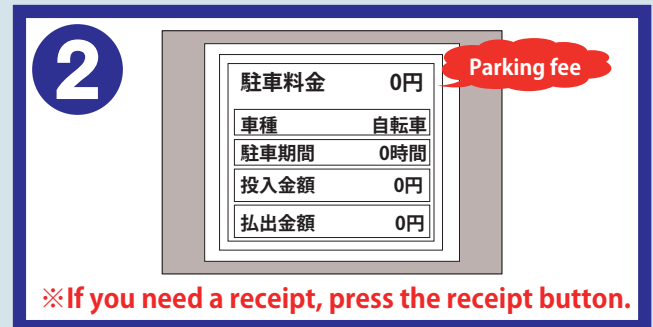 2
Parking fee
駐車料金 0円
車種 自転車
駐車期間 0時間
投入金額 0円
払出金額 0円
※If you need a receipt, press the receipt button.